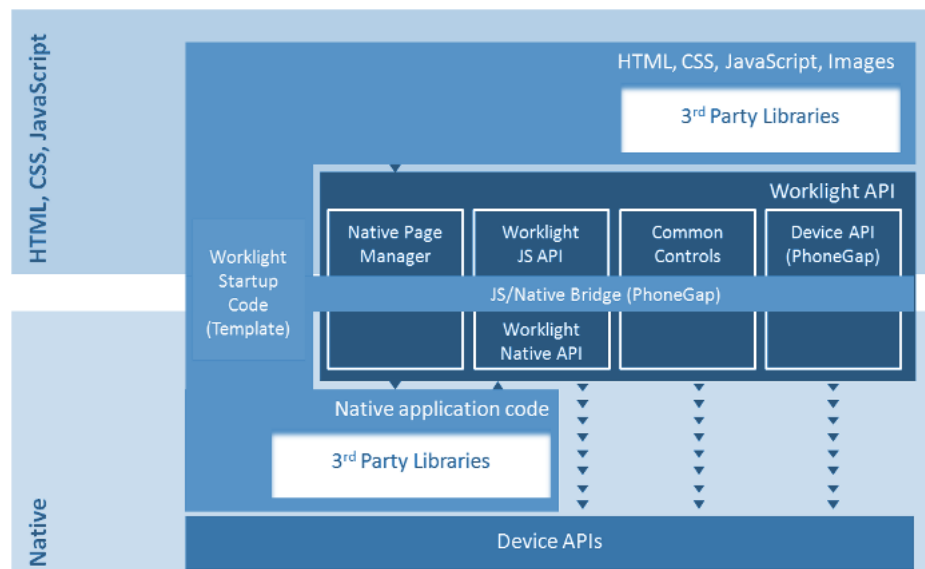 HTML, CSS, JavaScript
HTML, CSS, JavaScript, Images
3rd Party Libraries
Worklight API
Worklight
Startup
Code
(Template)
Native Page
Manager
Worklight
JS API
Common
Controls
Device API
(PhoneGap)
JS/Native Bridge (PhoneGap)
Worklight
Native API
Native application code
3rd Party Libraries
Native
Device APIs